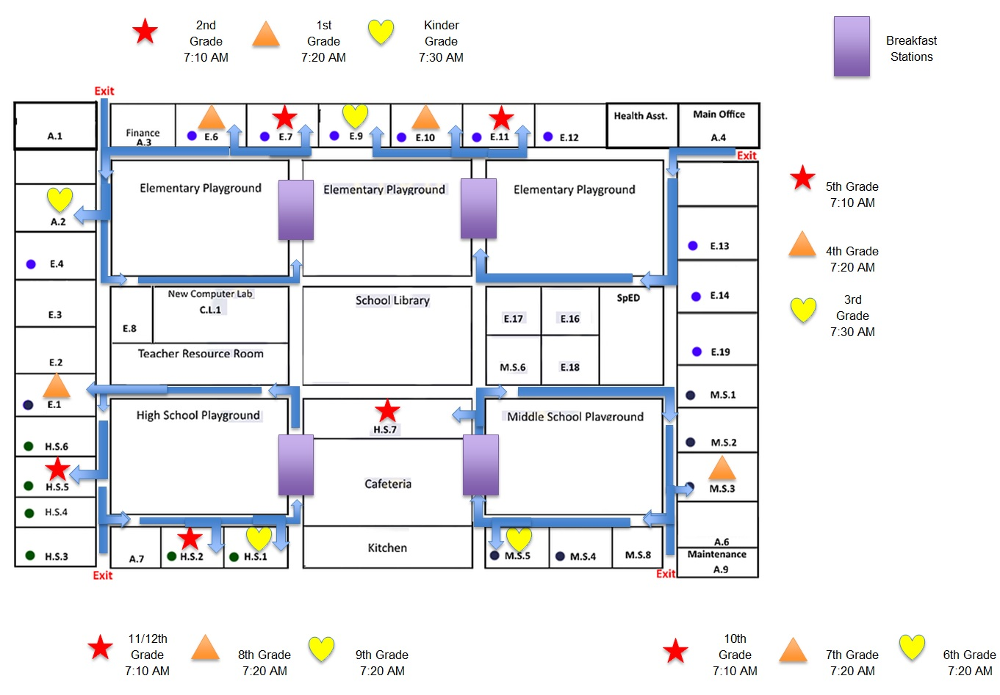 2nd
Grade
7:10 AM
1st
Grade
7:20 AM
Kinder
Grade
7:30 AM
Breakfast
Stations
Exit
A.1
Finance
A.3
E.6
E.7
E.9
E.10
E.11
E.12
Health Asst.
Main Office
A.4
Exit
Elementary Playground
Elementary Playground
Elementary Playground
A.2
E.4
E.3
E.2
E.1
H.S.6
H.S.5
H.S.4
H.S.3
E.13
E.14
E.19
M.S.1
M.S.2
M.S.3
A.6
Maintenance
A.9
5th Grade
7:10 AM
4th Grade
7:20 AM
3rd
Grade
7:30 AM
New Computer Lab
C.L.1
E.8
Teacher Resource Room
School Library
E.17
E.16
SpED
M.S.6
E.18
High School Playground
H.S.7
Middle School Playground
Cafeteria
Kitchen
A.7
H.S.2
H.S.1
M.S.5
M.S.4
M.S.8
Exit
Exit
11/12th
Grade
7:10 AM
8th Grade
7:20 AM
9th Grade
7:20 AM
10th
Grade
7:10 AM
7th Grade
7:20 AM
6th Grade
7:20 AM